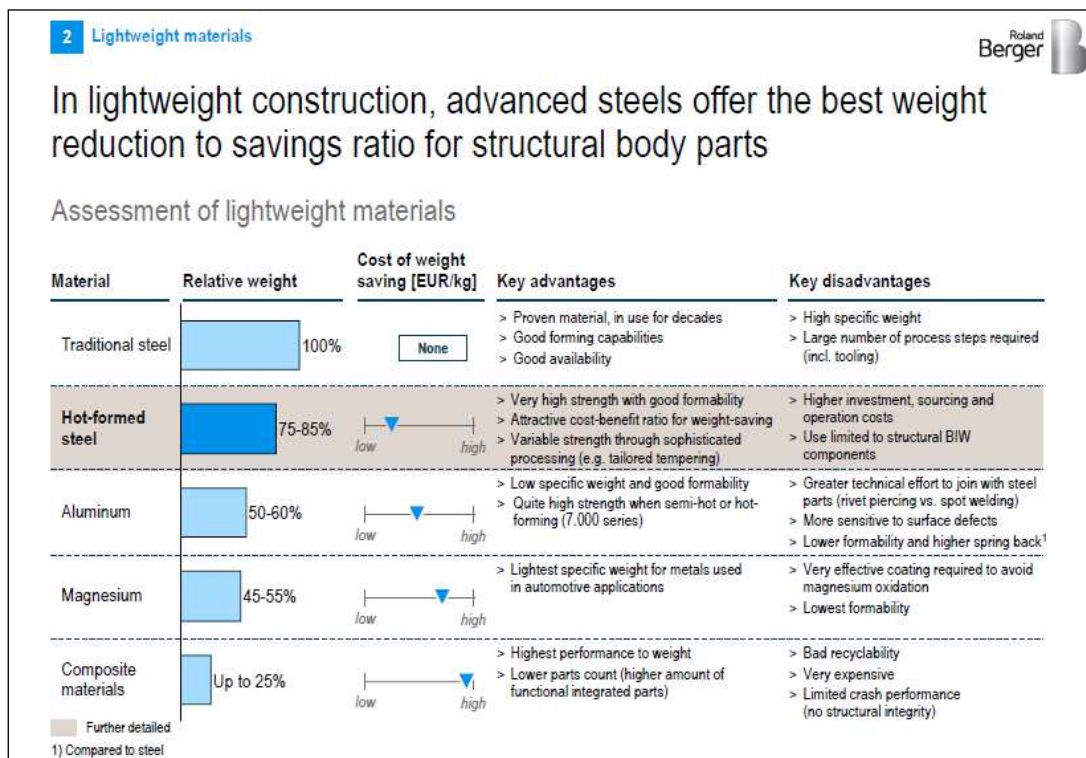 2 Lightweight materials
Roland
Berger
In lightweight construction, advanced steels offer the best weight
reduction to savings ratio for structural body parts
Assessment of lightweight materials
Material
Relative weight
Cost of weight
saving [EUR/kg]
Key advantages
Key disadvantages
Traditional steel
100%
None
> Proven material, in use for decades
> Good forming capabilities
> Good availability
> High specific weight
> Large number of process steps required
(incl. tooling)
Hot-formed
steel
75-85%
low
high
> Very high strength with good formability
> Attractive cost-benefit ratio for weight-saving
> Variable strength through sophisticated
processing (e.g. tailored tempering)
> Higher investment, sourcing and
operation costs
> Use limited to structural BIW
components
Aluminum
50-60%
low
high
> Low specific weight and good formability
> Quite high strength when semi-hot or hot-
forming (7.000 series)
> Greater technical effort to join with steel
parts (rivet piercing vs. spot welding)
> More sensitive to surface defects
> Lower formability and higher spring back1
Magnesium
45-55%
low
high
> Lightest specific weight for metals used
in automotive applications
> Very effective coating required to avoid
magnesium oxidation
> Lowest formability
Composite
materials
Up to 25%
low
high
> Highest performance to weight
> Lower parts count (higher amount of
functional integrated parts)
> Bad recyclability
> Very expensive
> Limited crash performance
(no structural integrity)
Further detailed
1) Compared to steel